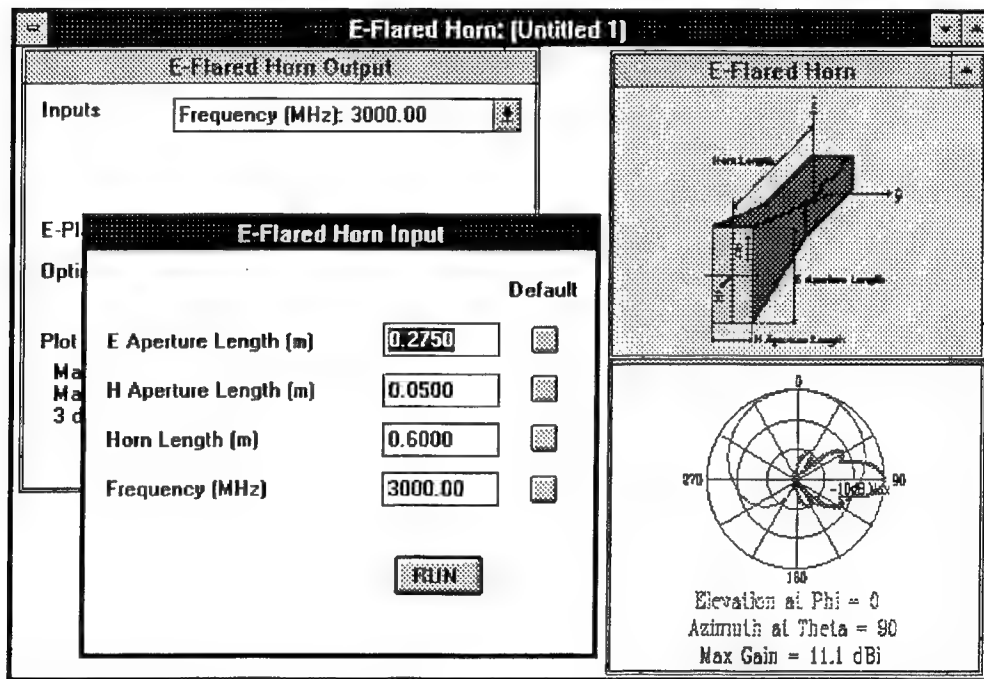 E-Flared Horn: [Untitled 1]
E-Flared Horn Output
Inputs
Frequency (MHz): 3000.00
E-Pl
Opti
Plot
Ma
Ma
3 d
E-Flared Horn Input
Default
E Aperture Length (m) 0.2750
H Aperture Length (m) 0.0500
Horn Length (m) 0.6000
Frequency (MHz) 3000.00
RUN
E-Flared Horn
Horn Length
E Aperture Length
H Aperture Length
0
270
90
-10dB Max
180
Elevation at Phi = 0
Azimuth at Theta = 90
Max Gain = 11.1 dBi